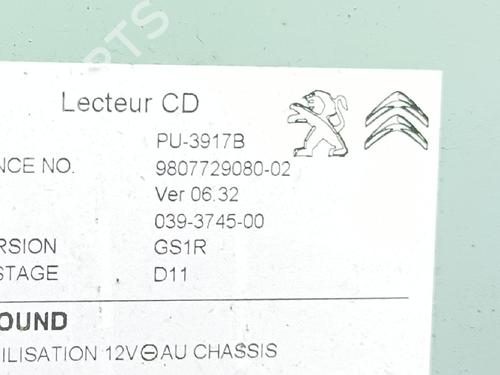 Lecteur CD
PU-3917B
NCE NO. 9807729080-02
Ver 06.32
039-3745-00
RSION GS1R
STAGE D11
OUND
ILISATION 12V⊖AU CHASSIS